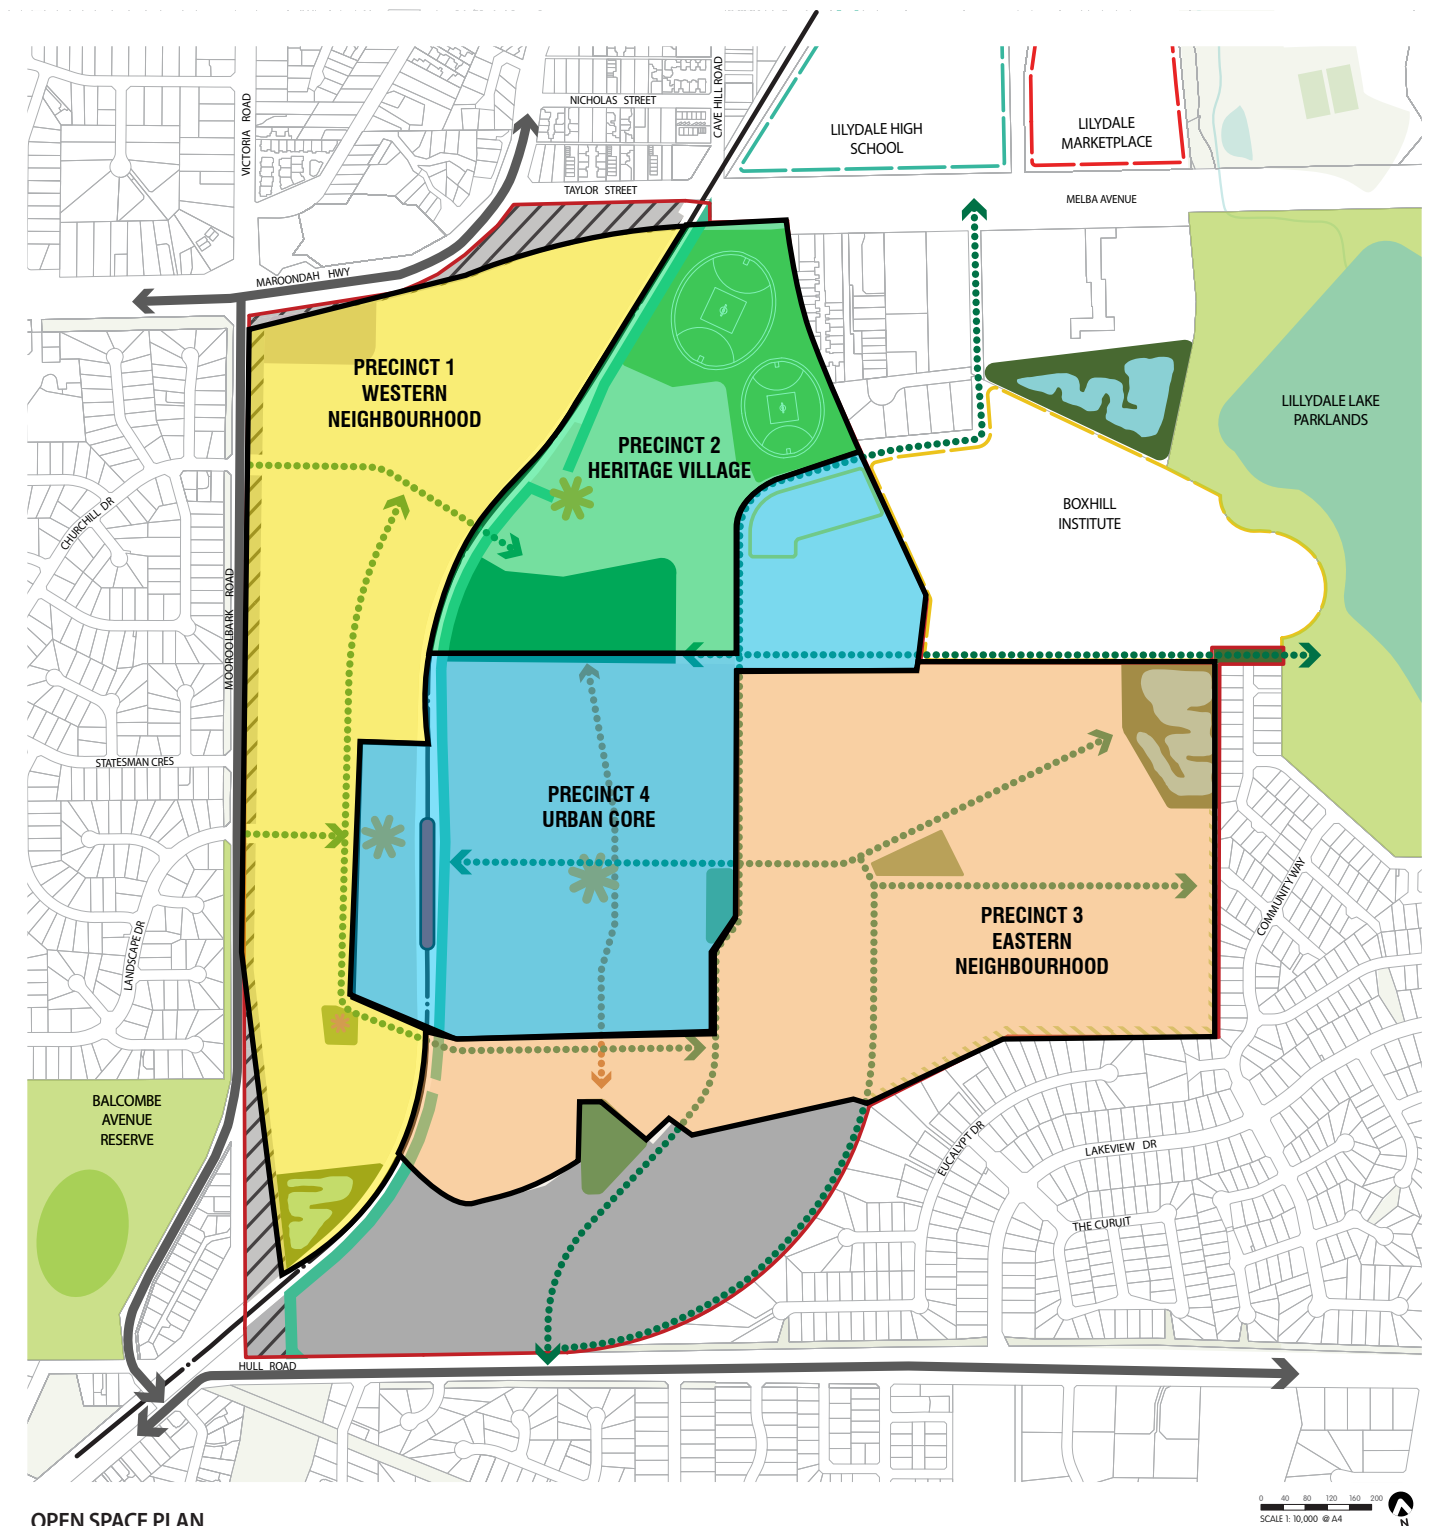 NICHOLAS STREET
CAVE HILL ROAD
VICTORIA ROAD
LILYDALE HIGH
SCHOOL
LILYDALE
MARKETPLACE
TAYLOR STREET
MELBA AVENUE
MAROONDAH HWY
PRECINCT 1
WESTERN
NEIGHBOURHOOD
LILLYDALE LAKE
PARKLANDS
PRECINCT 2
HERITAGE VILLAGE
BOXHILL
INSTITUTE
CHURCHILL DR
MOOROOLBARK ROAD
STATESMAN CRES
PRECINCT 4
URBAN CORE
COMMUNITY WAY
PRECINCT 3
EASTERN
NEIGHBOURHOOD
LANDSCAPE DR
BALCOMBE
AVENUE
RESERVE
EUCALYPT DR
LAKEVIEW DR
THE CURUIT
HULL ROAD
OPEN SPACE PLAN
0 40 80 120 160 200
SCALE 1: 10,000 @ A4
N